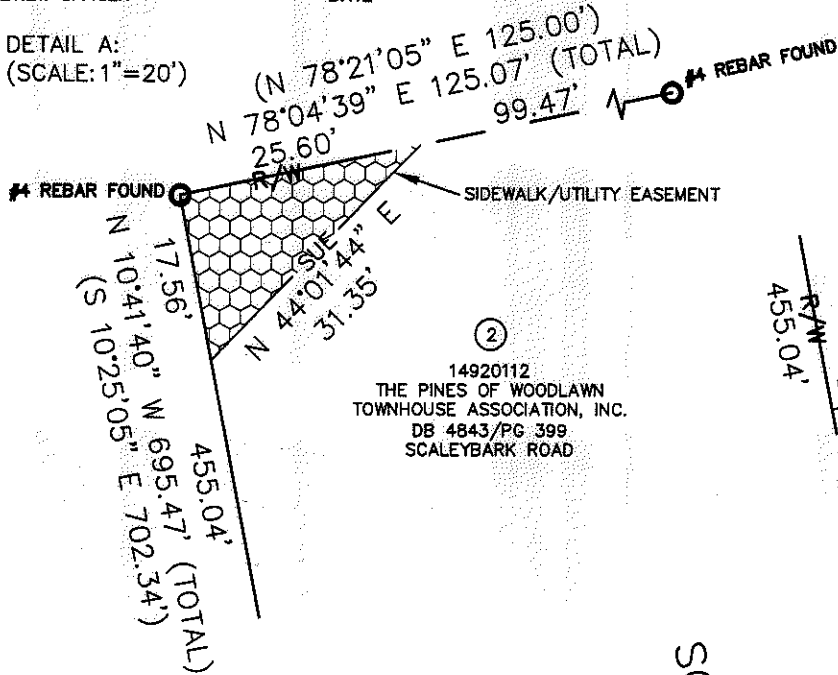 DETAIL A:
(SCALE: 1"=20')
(N 78°21'05" E 125.00')
N 78°04'39" E 125.07' (TOTAL)
25.60'
99.47'
R/W
#4 REBAR FOUND
#4 REBAR FOUND
SIDEWALK/UTILITY EASEMENT
SUE
N 44°01'44" E
31.35'
17.56'
455.04'
N 10°41'40" W 695.47' (TOTAL)
(S 10°25'05" E 702.34')
2
14920112
THE PINES OF WOODLAWN
TOWNHOUSE ASSOCIATION, INC.
DB 4843/PG 399
SCALEYBARK ROAD
R/W
455.04'